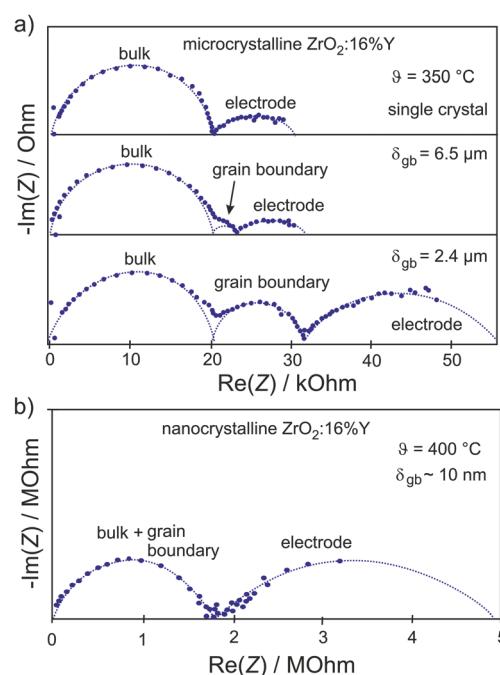 a)
bulk
microcrystalline ZrO₂:16%Y
ϑ = 350 °C
electrode
single crystal
bulk
δgb = 6.5 μm
grain boundary
electrode
bulk
δgb = 2.4 μm
grain boundary
electrode
-Im(Z) / Ohm
0 10 20 30 40 50
Re(Z) / kOhm
b)
nanocrystalline ZrO₂:16%Y
ϑ = 400 °C
δgb ~ 10 nm
bulk + grain
boundary
electrode
-Im(Z) / MOhm
0 1 2 3 4 5
Re(Z) / MOhm